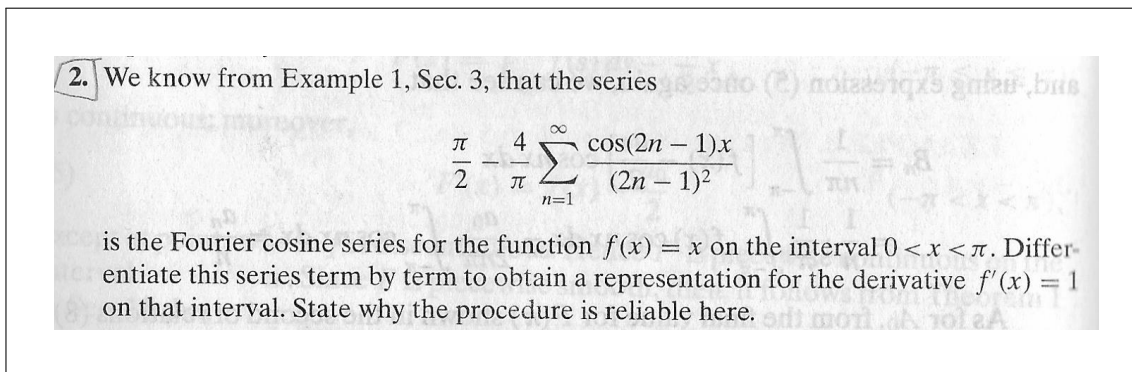 2. We know from Example 1, Sec. 3, that the series
π/2 − 4/π ∑_{n=1}^{∞} cos(2n − 1)x/(2n − 1)²
is the Fourier cosine series for the function f(x) = x on the interval 0 < x < π. Differ-
entiate this series term by term to obtain a representation for the derivative f′(x) = 1
on that interval. State why the procedure is reliable here.